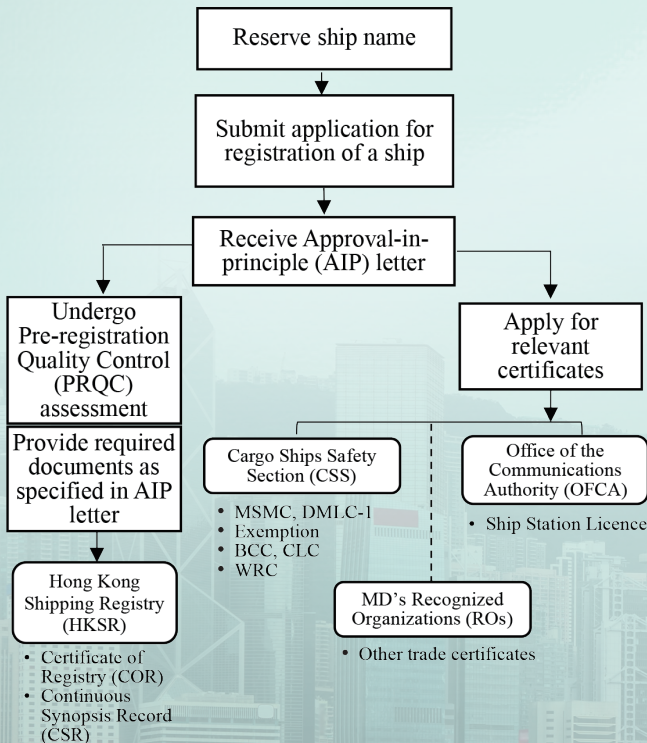 Reserve ship name
Submit application for
registration of a ship
Receive Approval-in-
principle (AIP) letter
Undergo
Pre-registration
Quality Control
(PRQC)
assessment
Provide required
documents as
specified in AIP
letter
Hong Kong
Shipping Registry
(HKSR)
• Certificate of
Registry (COR)
• Continuous
Synopsis Record
(CSR)
Apply for
relevant
certificates
Cargo Ships Safety
Section (CSS)
• MSMC, DMLC-1
• Exemption
• BCC, CLC
• WRC
MD's Recognized
Organizations (ROs)
• Other trade certificates
Office of the
Communications
Authority (OFCA)
• Ship Station Licence